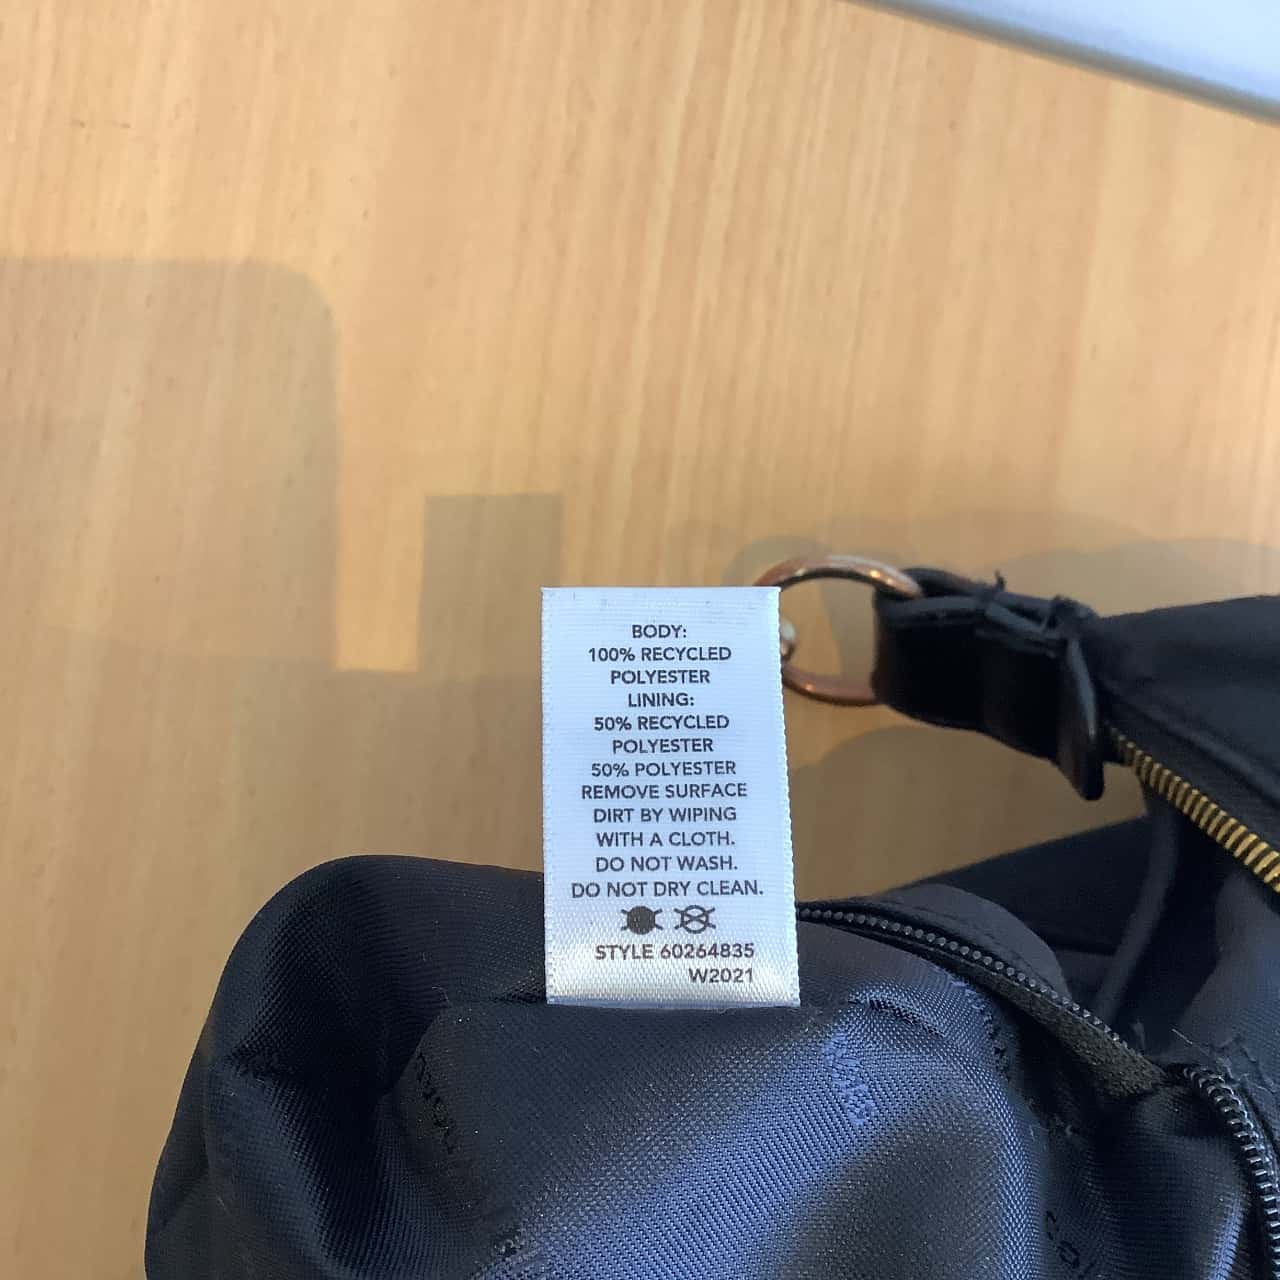 BODY:
100% RECYCLED
POLYESTER
LINING:
50% RECYCLED
POLYESTER
50% POLYESTER
REMOVE SURFACE
DIRT BY WIPING
WITH A CLOTH.
DO NOT WASH.
DO NOT DRY CLEAN.
STYLE 60264835
W2021